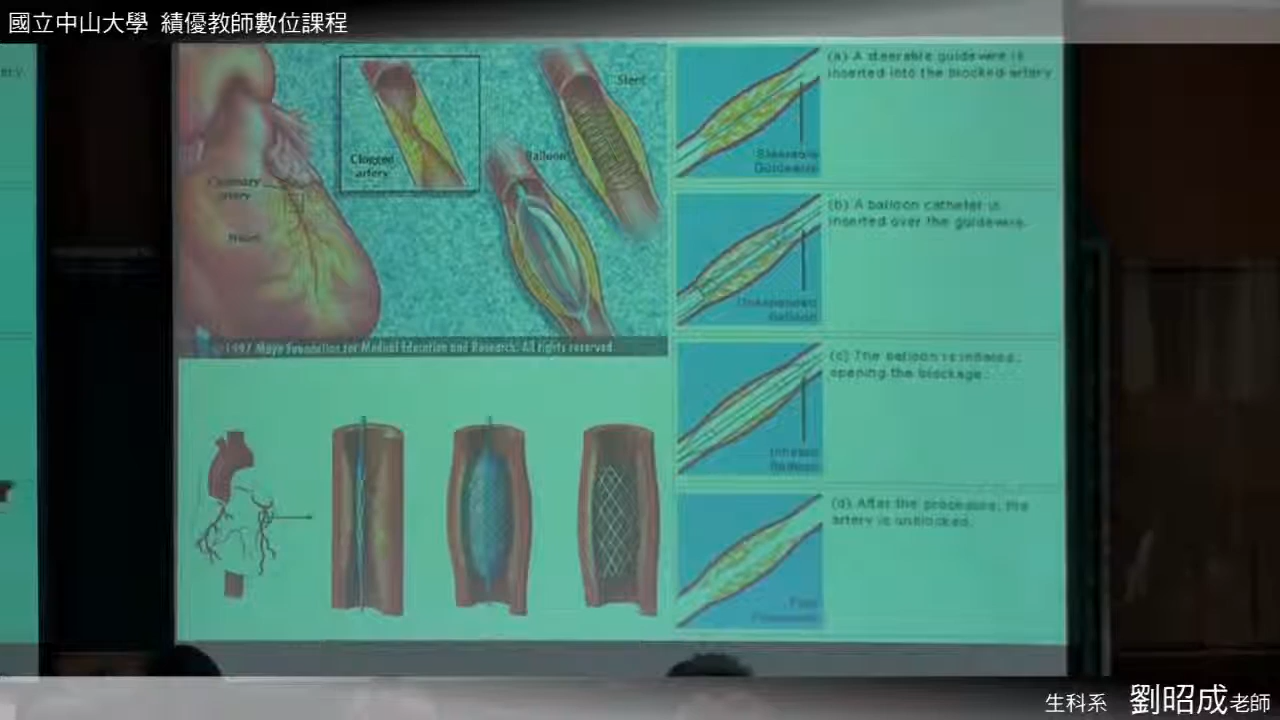 國立中山大學 績優教師數位課程
Stent
Clogged
artery
Balloon
Coronary
artery
Heart
1997 Mayo Foundation for Medical Education and Research. All rights reserved.
(a) A steerable guidewire is
inserted into the blocked artery
Steerable
Guidewire
(b) A balloon catheter is
inserted over the guidewire.
Unexpanded
Balloon
(c) The balloon is inflated,
opening the blockage.
Inflated
Balloon
(d) After the procedure, the
artery is unblocked.
Post
生科系 劉昭成老師